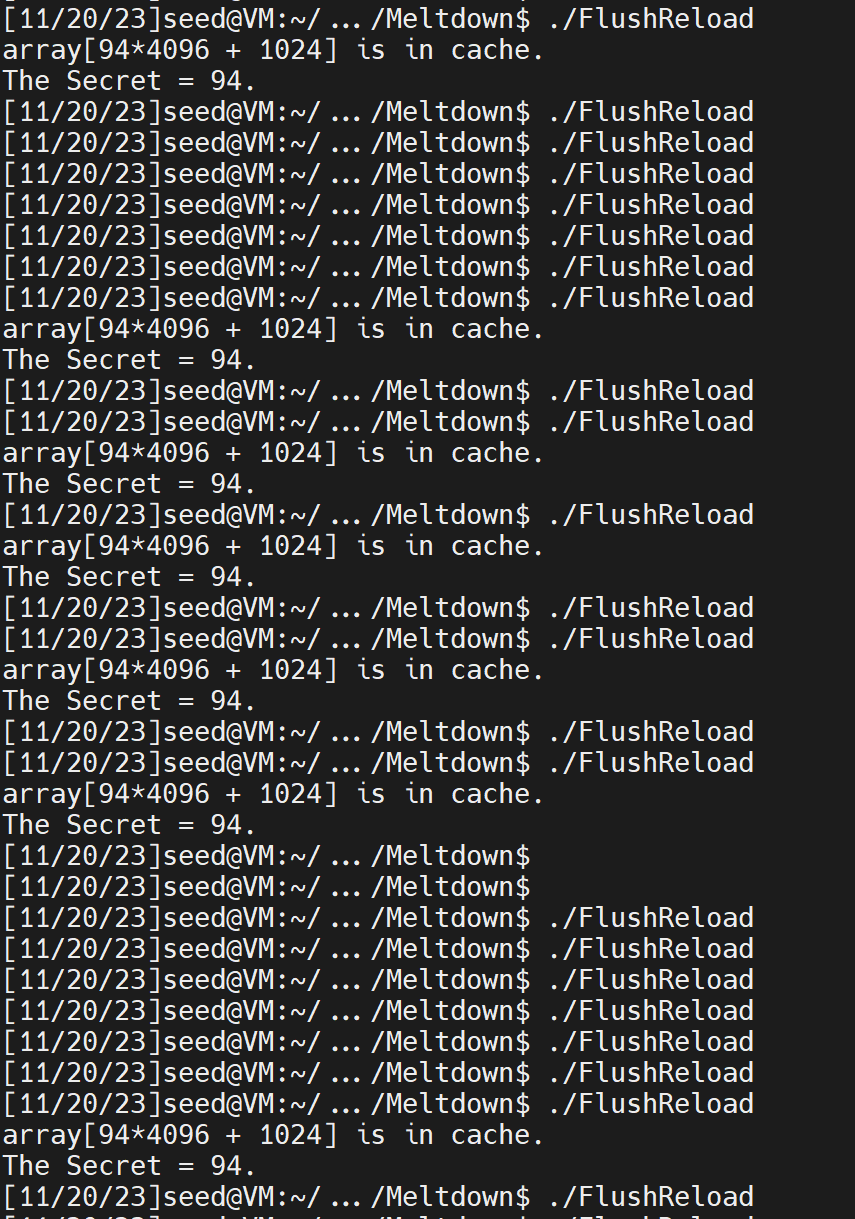 [11/20/23]seed@VM:~/...​/Meltdown$ ./FlushReload
array[94*4096 + 1024] is in cache.
The Secret = 94.
[11/20/23]seed@VM:~/.../Meltdown$ ./FlushReload
[11/20/23]seed@VM:~/.../Meltdown$ ./FlushReload
[11/20/23]seed@VM:~/.../Meltdown$ ./FlushReload
[11/20/23]seed@VM:~/.../Meltdown$ ./FlushReload
[11/20/23]seed@VM:~/.../Meltdown$ ./FlushReload
[11/20/23]seed@VM:~/.../Meltdown$ ./FlushReload
[11/20/23]seed@VM:~/.../Meltdown$ ./FlushReload
array[94*4096 + 1024] is in cache.
The Secret = 94.
[11/20/23]seed@VM:~/.../Meltdown$ ./FlushReload
[11/20/23]seed@VM:~/.../Meltdown$ ./FlushReload
array[94*4096 + 1024] is in cache.
The Secret = 94.
[11/20/23]seed@VM:~/.../Meltdown$ ./FlushReload
array[94*4096 + 1024] is in cache.
The Secret = 94.
[11/20/23]seed@VM:~/.../Meltdown$ ./FlushReload
[11/20/23]seed@VM:~/.../Meltdown$ ./FlushReload
array[94*4096 + 1024] is in cache.
The Secret = 94.
[11/20/23]seed@VM:~/.../Meltdown$ ./FlushReload
[11/20/23]seed@VM:~/.../Meltdown$ ./FlushReload
array[94*4096 + 1024] is in cache.
The Secret = 94.
[11/20/23]seed@VM:~/.../Meltdown$
[11/20/23]seed@VM:~/.../Meltdown$
[11/20/23]seed@VM:~/.../Meltdown$ ./FlushReload
[11/20/23]seed@VM:~/.../Meltdown$ ./FlushReload
[11/20/23]seed@VM:~/.../Meltdown$ ./FlushReload
[11/20/23]seed@VM:~/.../Meltdown$ ./FlushReload
[11/20/23]seed@VM:~/.../Meltdown$ ./FlushReload
[11/20/23]seed@VM:~/.../Meltdown$ ./FlushReload
[11/20/23]seed@VM:~/.../Meltdown$ ./FlushReload
array[94*4096 + 1024] is in cache.
The Secret = 94.
[11/20/23]seed@VM:~/.../Meltdown$ ./FlushReload